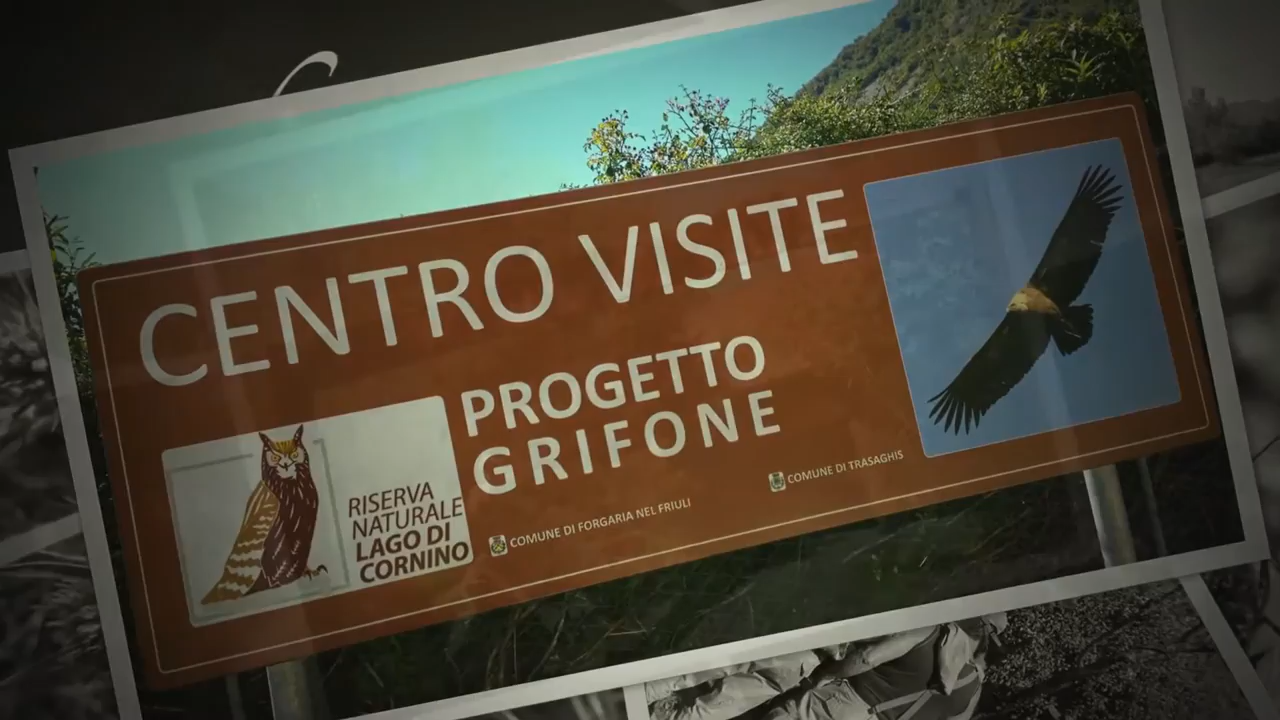 CENTRO VISITE
PROGETTO
GRIFONE
RISERVA
NATURALE
LAGO DI
CORNINO
COMUNE DI FORGARIA NEL FRIULI
COMUNE DI TRASAGHIS